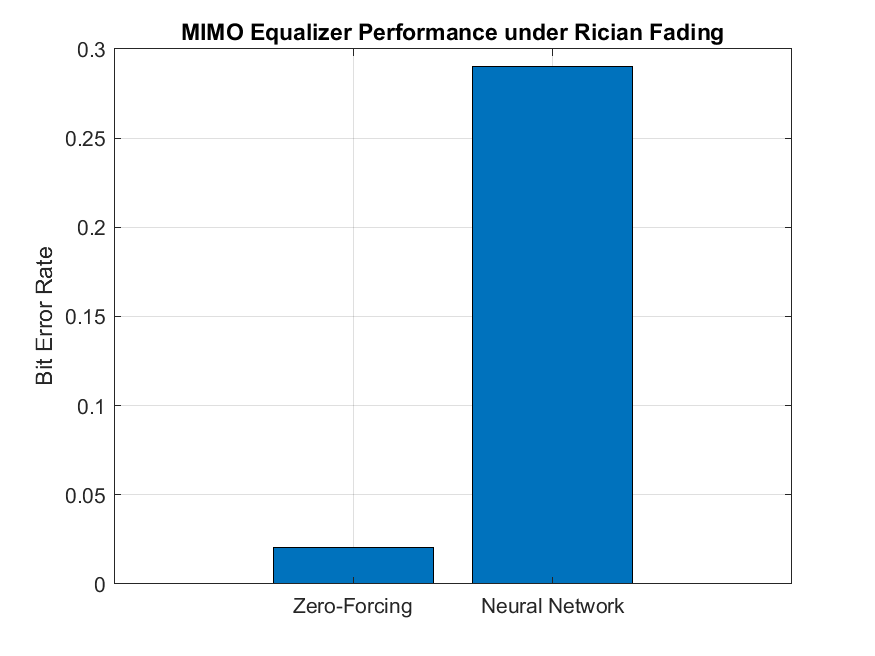 MIMO Equalizer Performance under Rician Fading
0.3
0.25
0.2
0.15
0.1
0.05
0
Bit Error Rate
Zero-Forcing
Neural Network